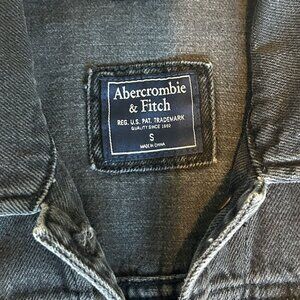 Abercrombie
& Fitch
REG. U.S. PAT. TRADEMARK
QUALITY SINCE 1892
S
MADE IN CHINA